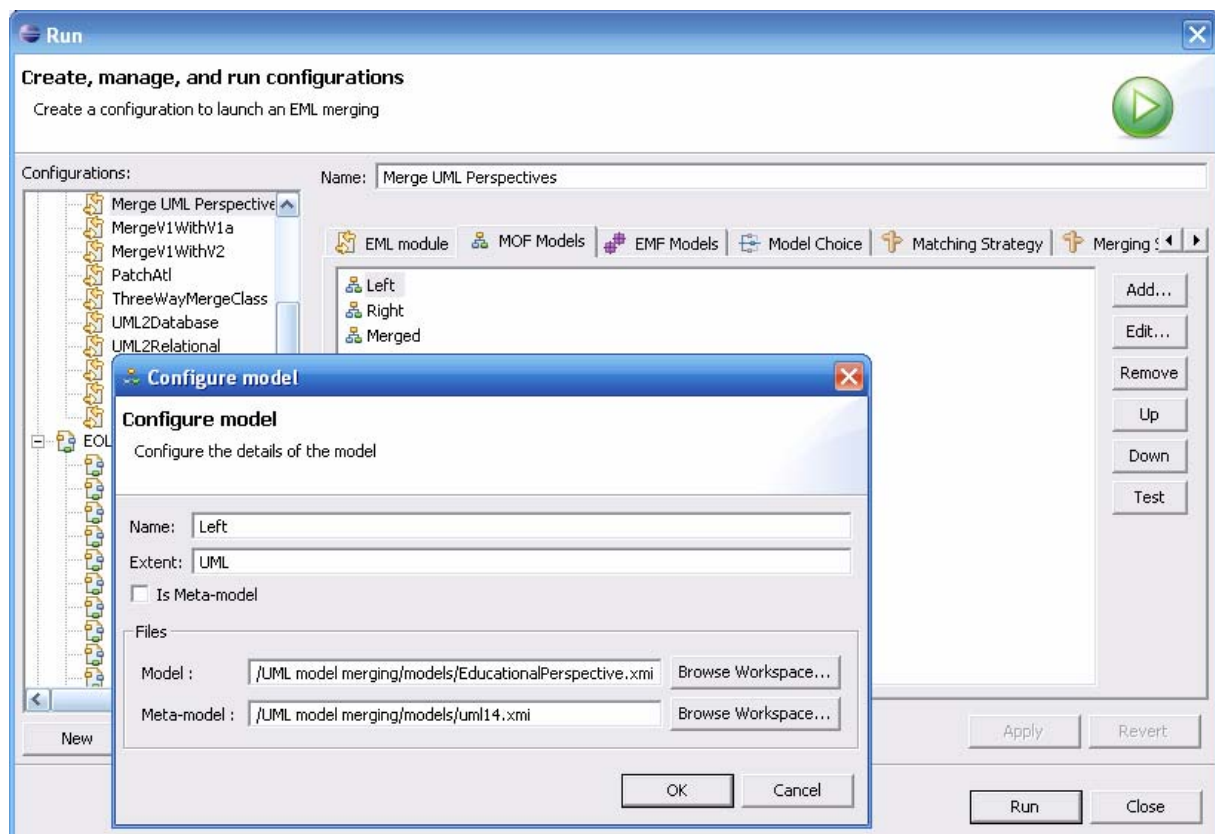 Run
Create, manage, and run configurations
Create a configuration to launch an EML merging
Configurations:
Name: Merge UML Perspectives
Merge UML Perspective
MergeV1WithV1a
MergeV1WithV2
PatchAtl
ThreeWayMergeClass
UML2Database
UML2Relational
EOL
New
EML module MOF Models EMF Models Model Choice Matching Strategy Merging
Left
Right
Merged
Add...
Edit...
Remove
Up
Down
Test
Configure model
Configure model
Configure the details of the model
Name: Left
Extent: UML
Is Meta-model
Files
Model : /UML model merging/models/EducationalPerspective.xmi Browse Workspace...
Meta-model : /UML model merging/models/uml14.xmi Browse Workspace...
OK Cancel
Apply Revert
Run Close